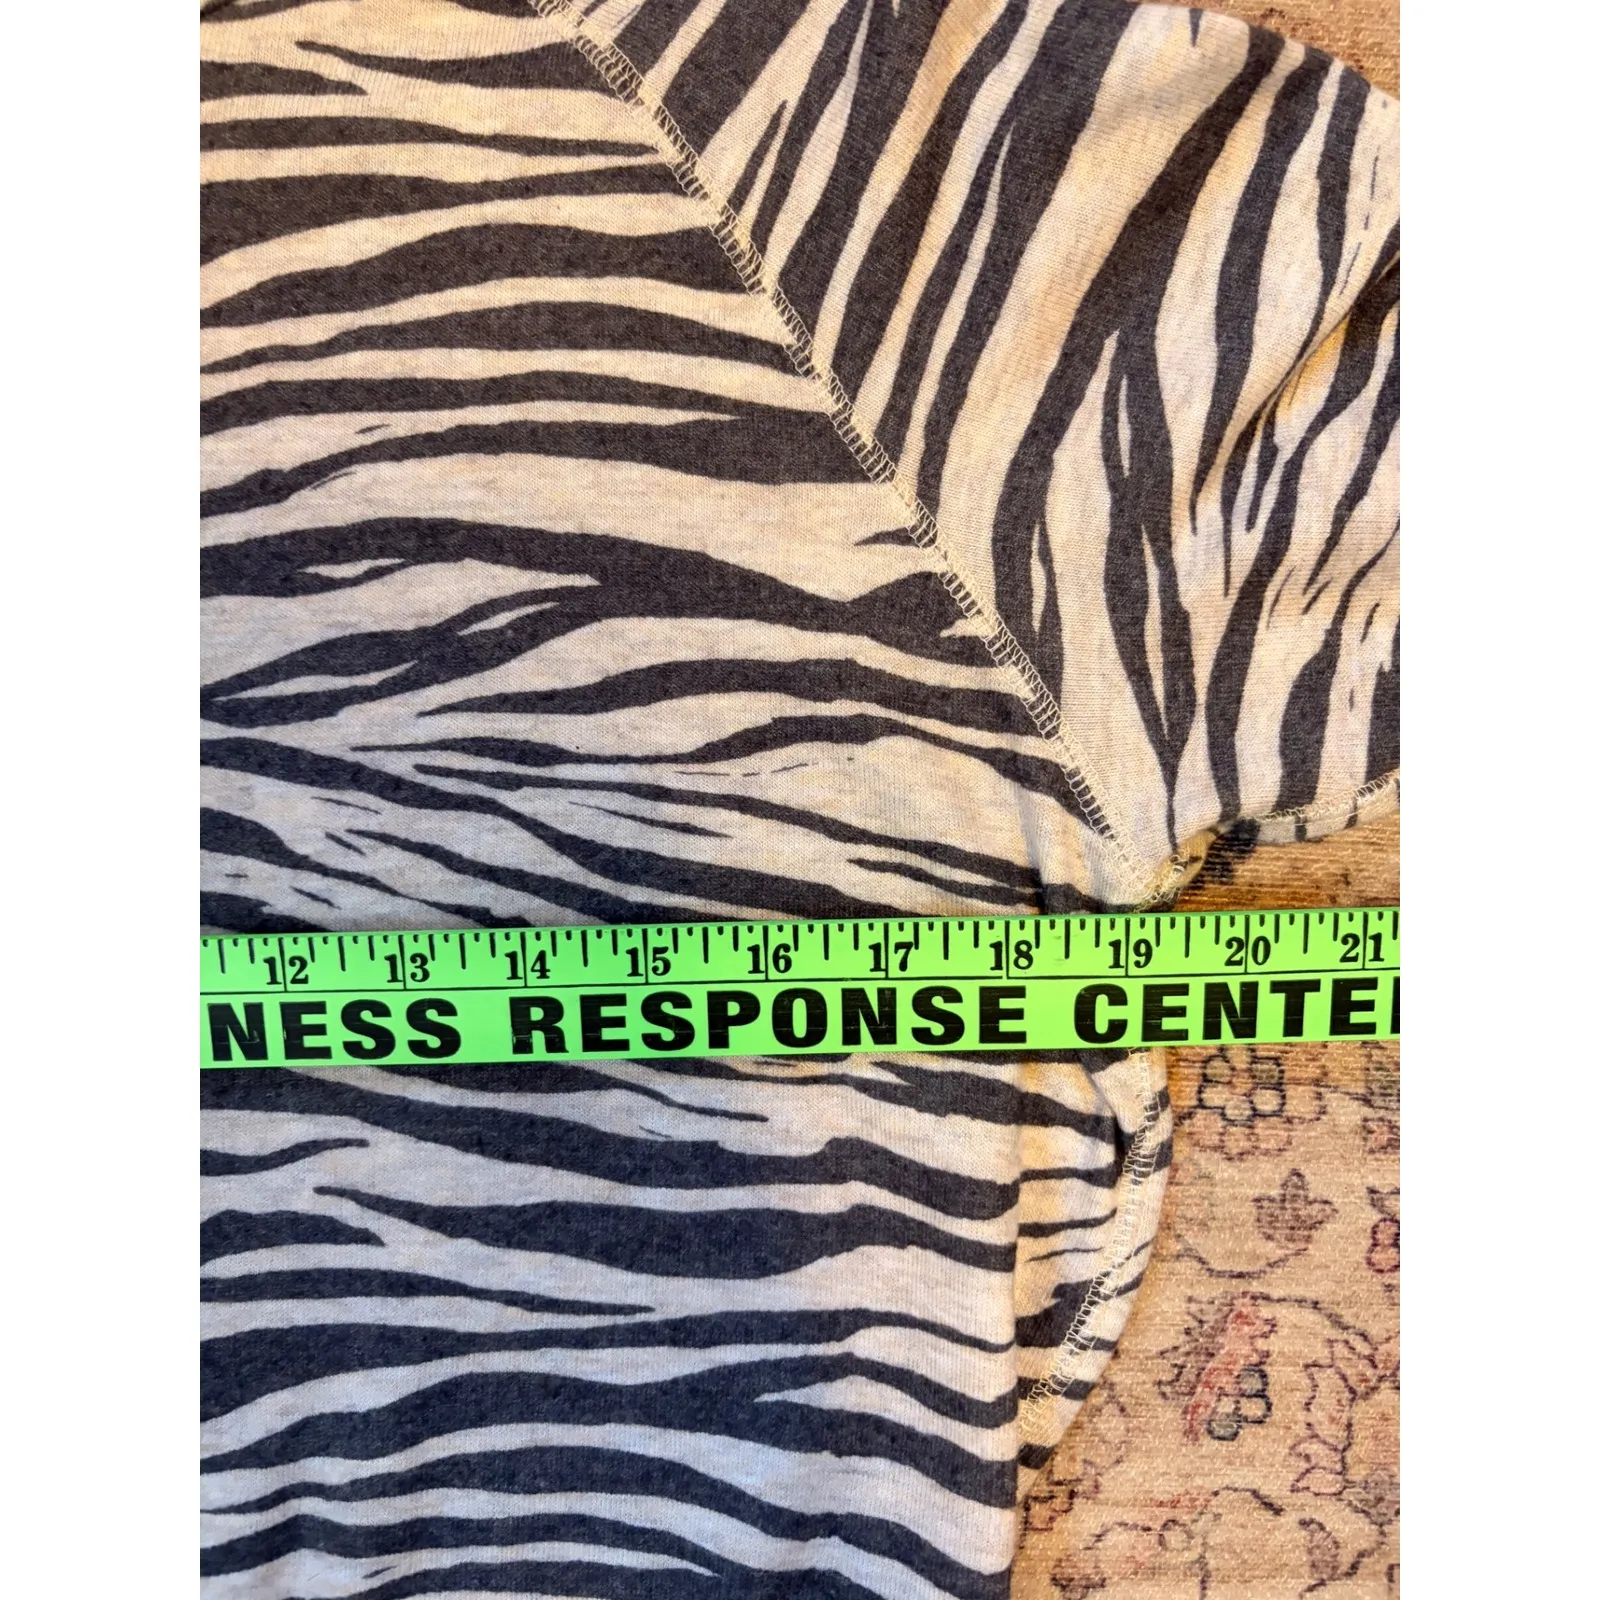 12 13 14 15 16 17 18 19 20 21
NESS RESPONSE CENTE